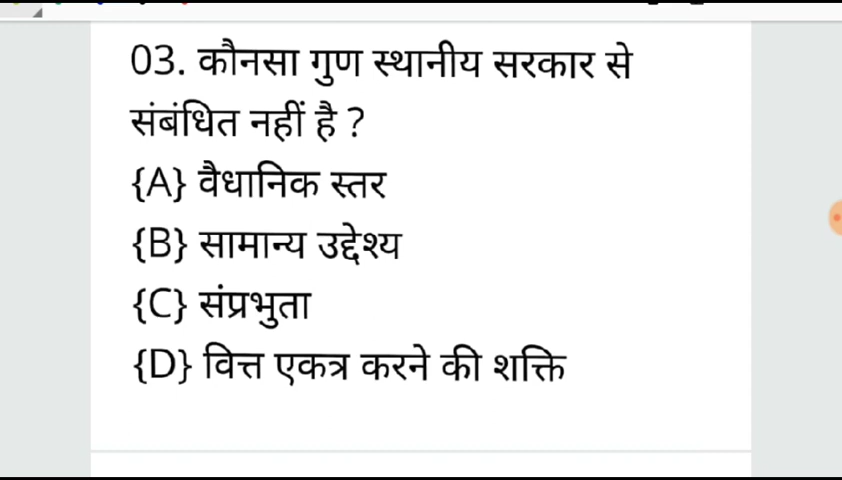 03. कौनसा गुण स्थानीय सरकार से
संबंधित नहीं है ?
{A} वैधानिक स्तर
{B} सामान्य उद्देश्य
{C} संप्रभुता
{D} वित्त एकत्र करने की शक्ति